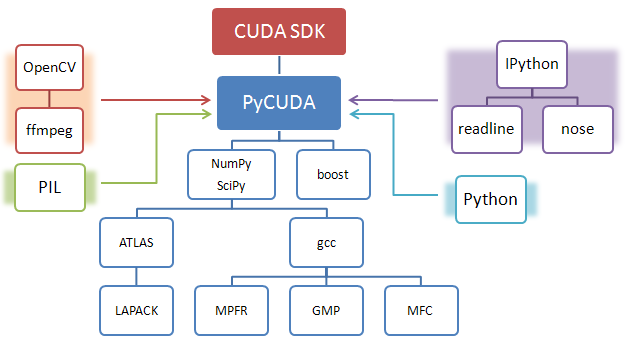 CUDA SDK
OpenCV
ffmpeg
PIL
PyCUDA
IPython
readline
nose
Python
NumPy
SciPy
boost
ATLAS
gcc
LAPACK
MPFR
GMP
MFC